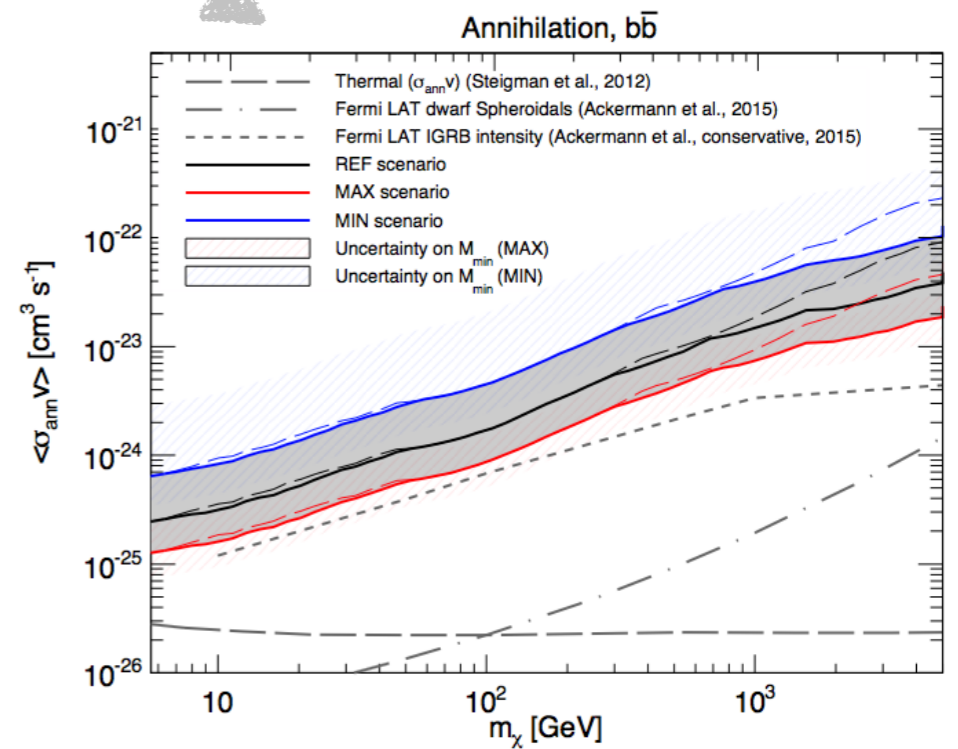 Annihilation, bb̅
Thermal (σannv) (Steigman et al., 2012)
Fermi LAT dwarf Spheroidals (Ackermann et al., 2015)
Fermi LAT IGRB intensity (Ackermann et al., conservative, 2015)
REF scenario
MAX scenario
MIN scenario
Uncertainty on Mmin (MAX)
Uncertainty on Mmin (MIN)
<σannv> [cm³ s⁻¹]
10⁻²¹
10⁻²²
10⁻²³
10⁻²⁴
10⁻²⁵
10⁻²⁶
10 10² 10³
mχ [GeV]